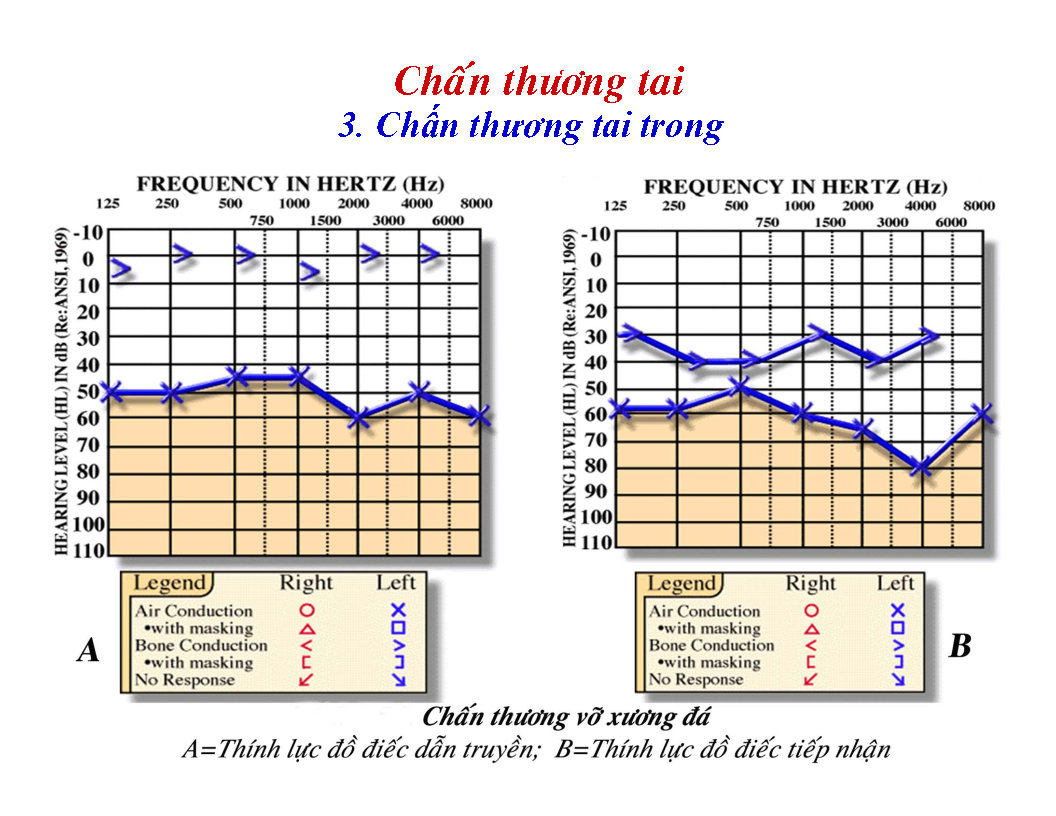 Chấn thương tai
3. Chấn thương tai trong
FREQUENCY IN HERTZ (Hz)
125 250 500 1000 2000 4000 8000
750 1500 3000 6000
HEARING LEVEL (HL) IN dB (Re:ANSI, 1969)
-10
0
10
20
30
40
50
60
70
80
90
100
110
Legend Right Left
Air Conduction
•with masking
Bone Conduction
•with masking
No Response
A
FREQUENCY IN HERTZ (Hz)
125 250 500 1000 2000 4000 8000
750 1500 3000 6000
HEARING LEVEL (HL) IN dB (Re:ANSI, 1969)
-10
0
10
20
30
40
50
60
70
80
90
100
110
Legend Right Left
Air Conduction
•with masking
Bone Conduction
•with masking
No Response
B
Chấn thương vỡ xương đá
A=Thính lực đồ điếc dẫn truyền; B=Thính lực đồ điếc tiếp nhận